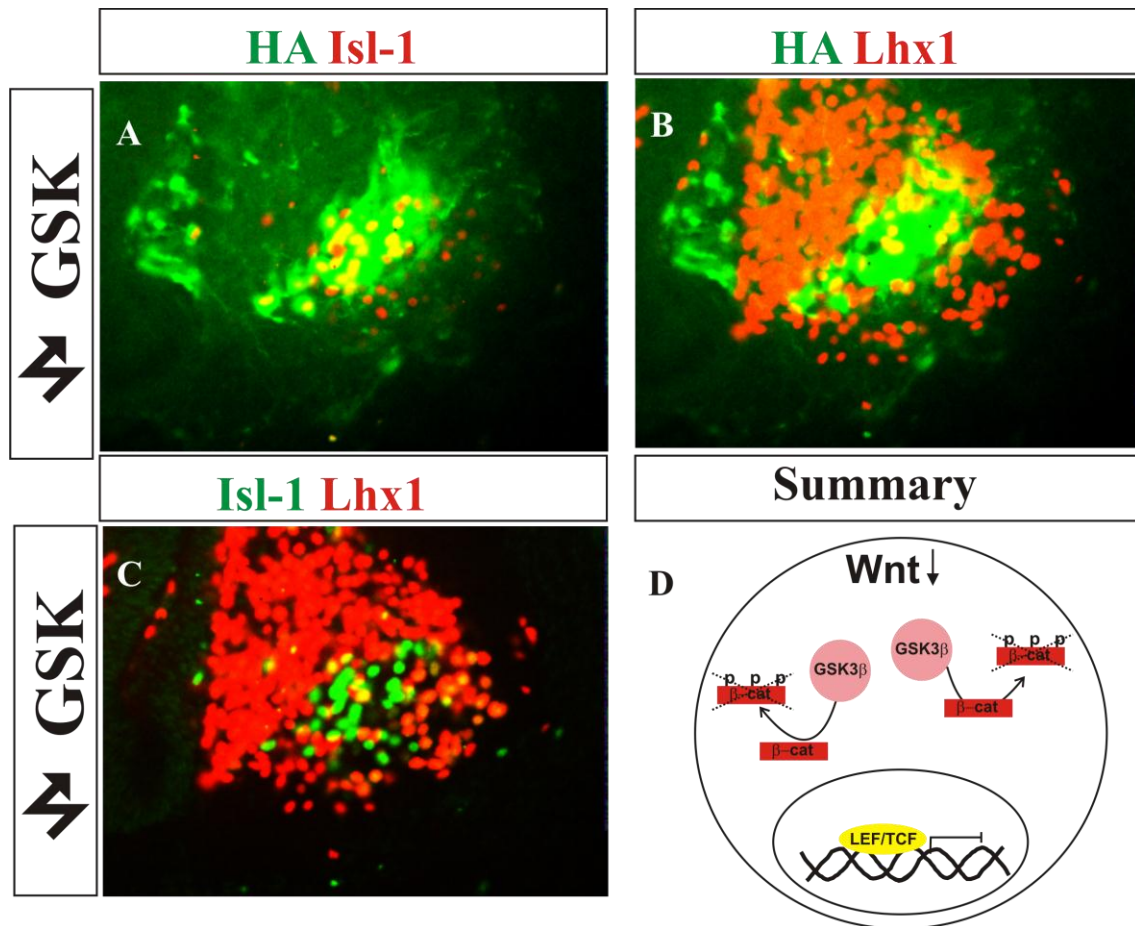 HA Isl-1
HA Lhx1
GSK
A
B
Isl-1 Lhx1
Summary
GSK
C
D
Wnt
GSK3β
GSK3β
p p p
β-cat
p p p
β-cat
β-cat
β-cat
LEF/TCF